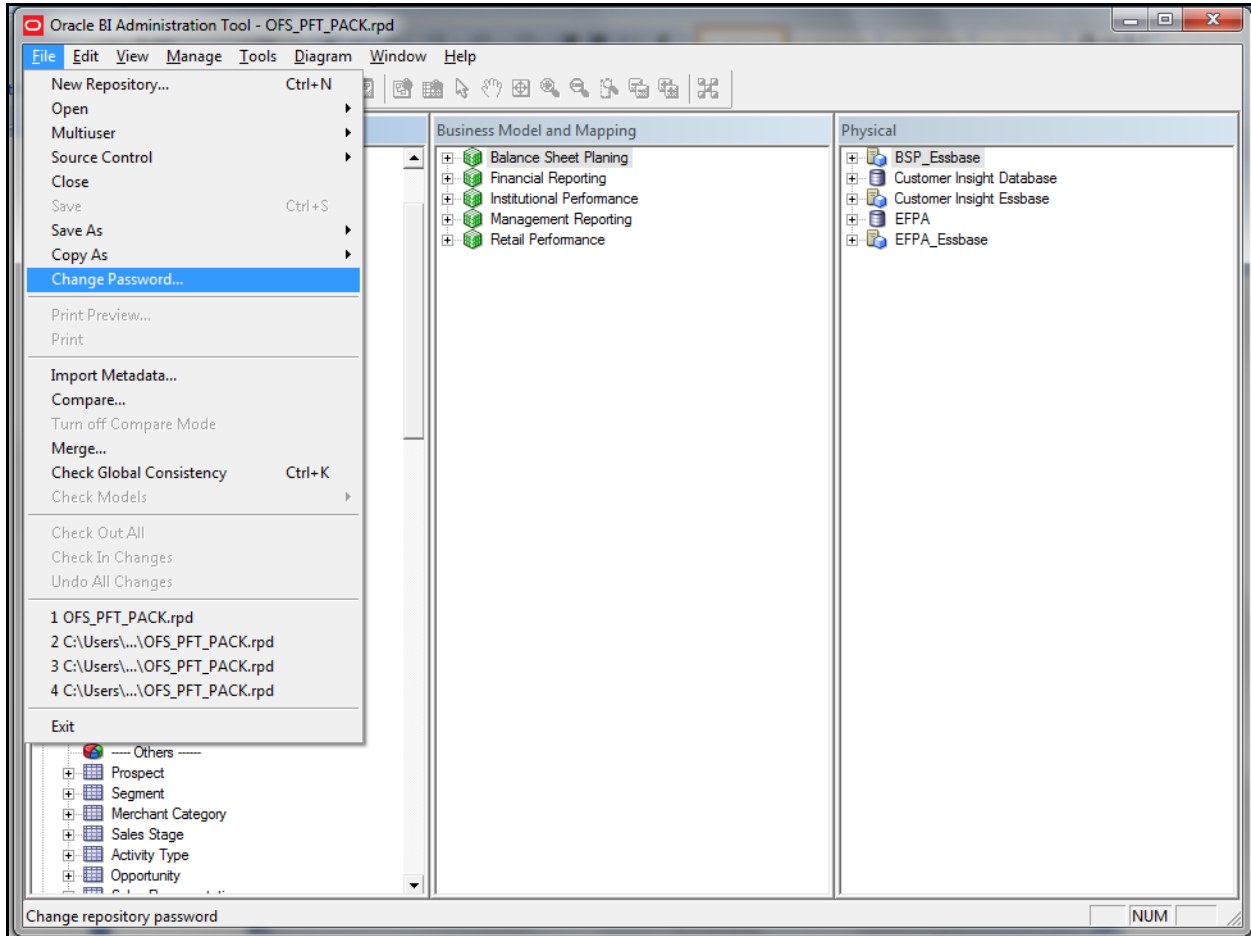 Oracle BI Administration Tool - OFS_PFT_PACK.rpd
File Edit View Manage Tools Diagram Window Help
New Repository... Ctrl+N
Open
Multiuser
Source Control
Close
Save Ctrl+S
Save As
Copy As
Change Password...
Print Preview...
Print
Import Metadata...
Compare...
Turn off Compare Mode
Merge...
Check Global Consistency Ctrl+K
Check Models
Check Out All
Check In Changes
Undo All Changes
1 OFS_PFT_PACK.rpd
2 C:\Users\...\OFS_PFT_PACK.rpd
3 C:\Users\...\OFS_PFT_PACK.rpd
4 C:\Users\...\OFS_PFT_PACK.rpd
Exit
----- Others ------
Prospect
Segment
Merchant Category
Sales Stage
Activity Type
Opportunity
Business Model and Mapping
Balance Sheet Planing
Financial Reporting
Institutional Performance
Management Reporting
Retail Performance
Physical
BSP_Essbase
Customer Insight Database
Customer Insight Essbase
EFPA
EFPA_Essbase
Change repository password
NUM